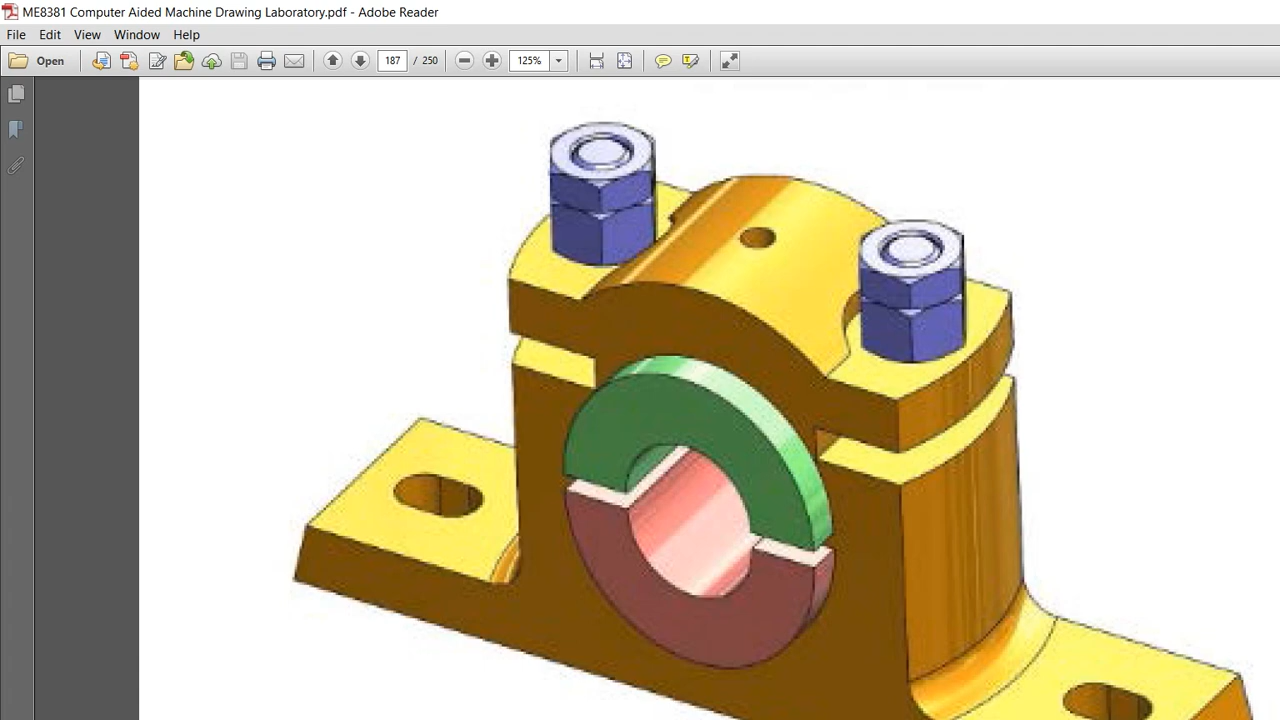 ME8381 Computer Aided Machine Drawing Laboratory.pdf - Adobe Reader
File Edit View Window Help
Open 187 / 250 125%